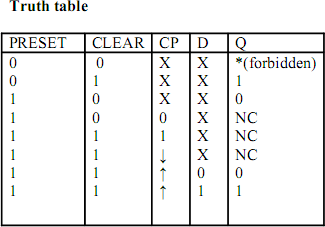 Truth table
PRESET CLEAR CP D Q
0 0 X X *(forbidden)
0 1 X X 1
1 0 X X 0
1 0 0 X NC
1 1 1 X NC
1 1 ↓ X NC
1 1 ↑ 0 0
1 1 ↑ 1 1